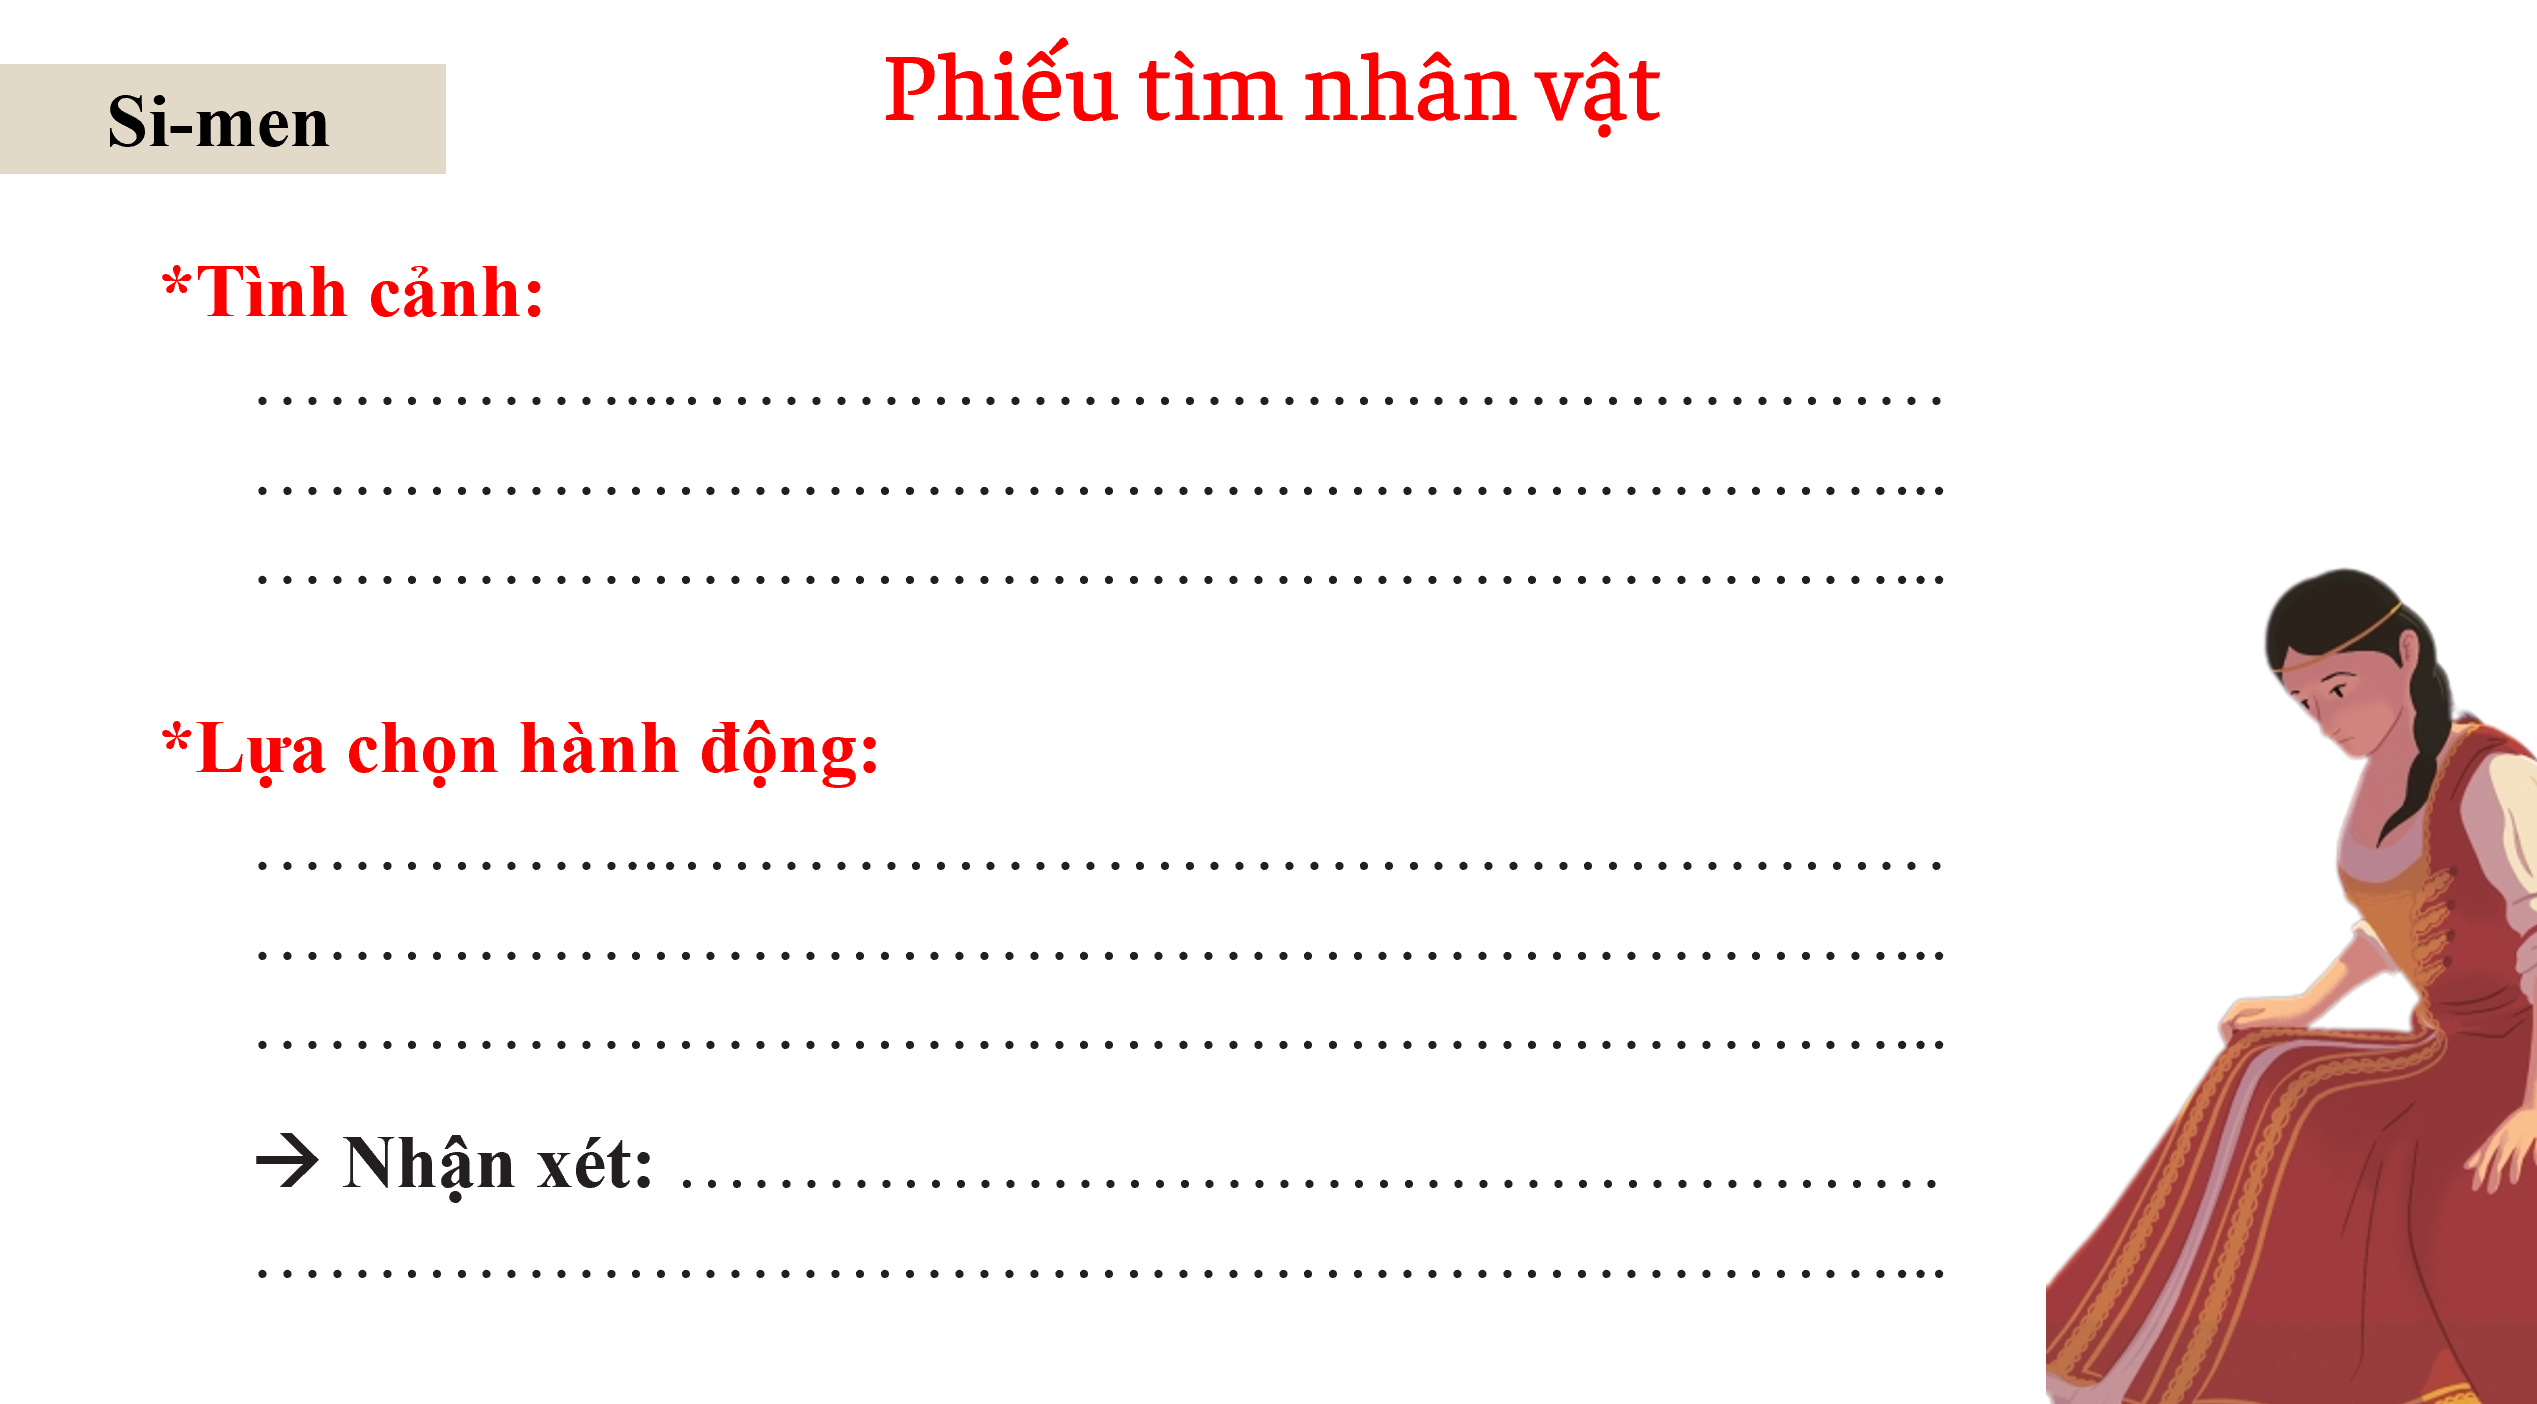 Phiếu tìm nhân vật
Si-men
*Tình cảnh:
……………..…………………………………………………
…………………………………………………………………..
…………………………………………………………………..
*Lựa chọn hành động:
……………..…………………………………………………
…………………………………………………………………..
…………………………………………………………………..
→ Nhận xét: …………………………………………………
…………………………………………………………………..